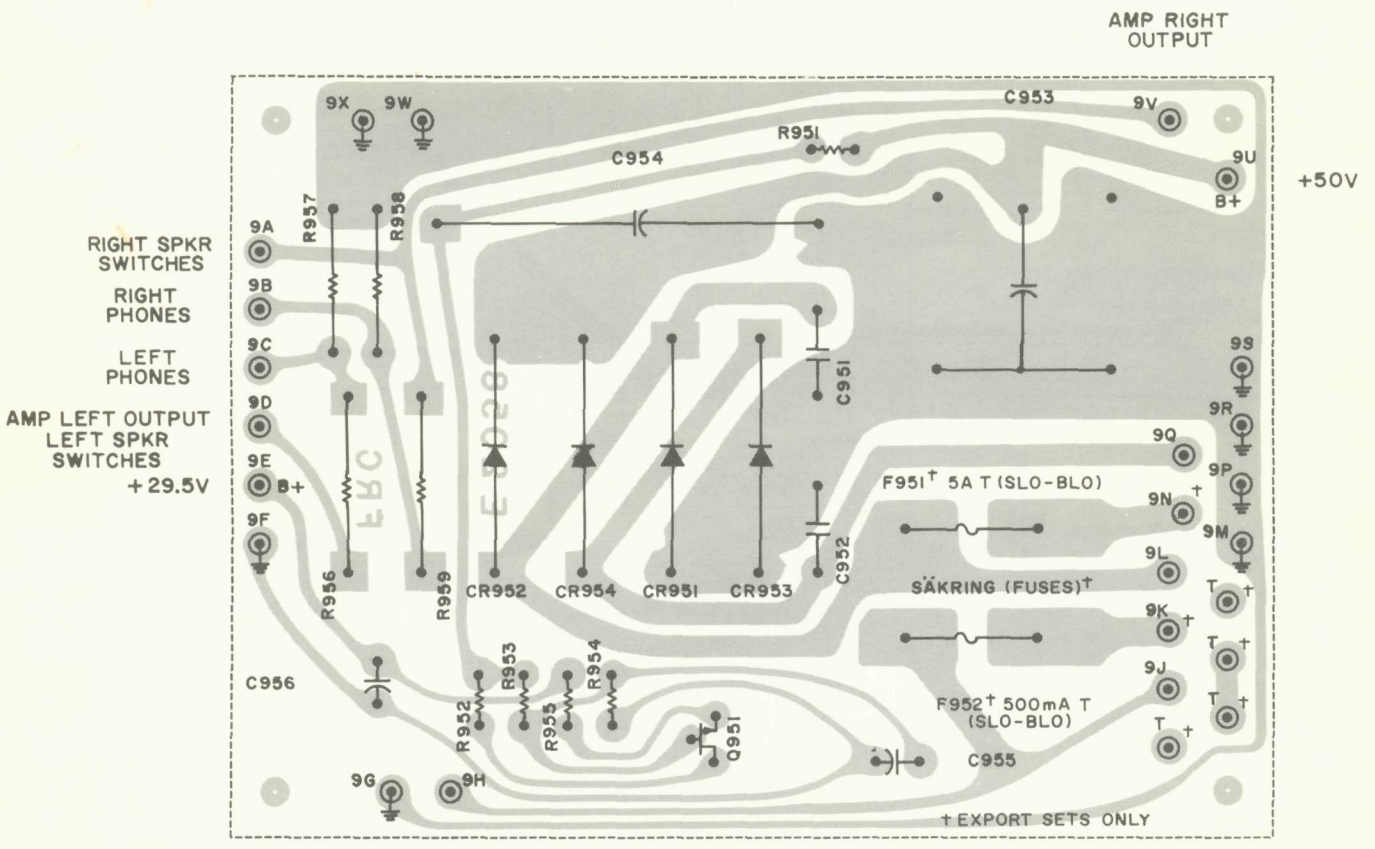 AMP RIGHT
OUTPUT
9X
9W
C953
9V
R951
C954
9U
+50V
B+
R957
R958
9A
RIGHT SPKR
SWITCHES
9B
RIGHT
PHONES
9C
LEFT
PHONES
9S
C951
9D
AMP LEFT OUTPUT
LEFT SPKR
SWITCHES
9R
9Q
9E
+29.5V
B+
F951† 5A T (SLO-BLO)
9P
9N †
9F
9M
C952
9L
R956
R959
CR952
CR954
CR951
CR953
SÄKRING (FUSES)†
T †
9K †
T †
R953
R954
C956
9J
T †
R952
R955
Q951
F952† 500mA T
(SLO-BLO)
T †
C955
9G
9H
† EXPORT SETS ONLY
FRC